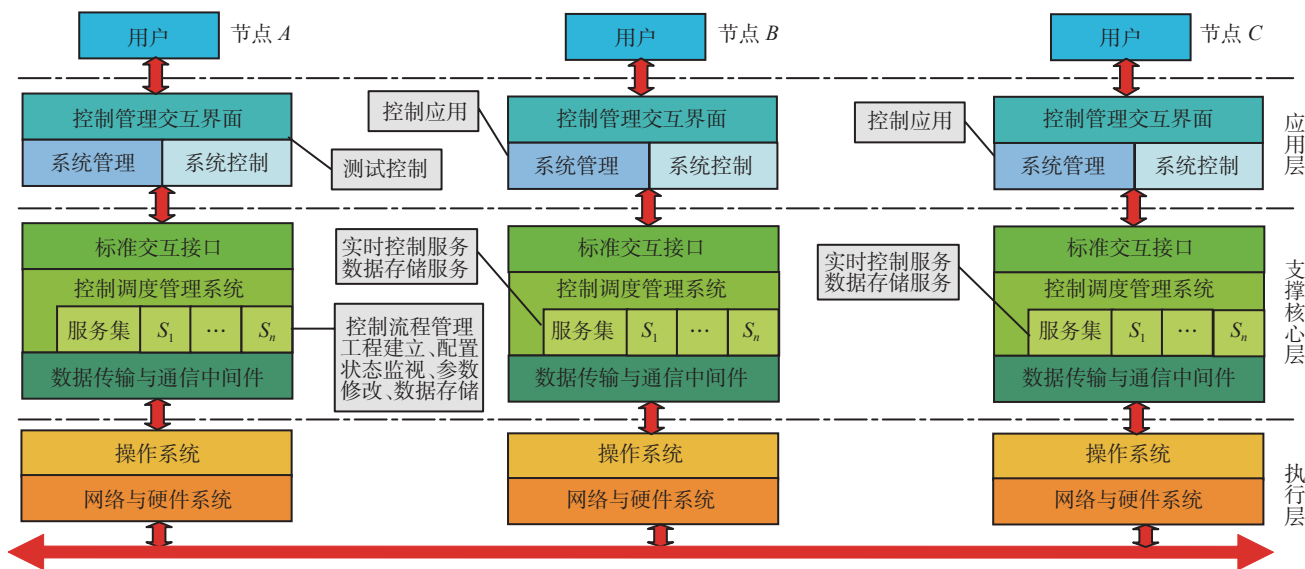 用户
节点 A
用户
节点 B
用户
节点 C
控制管理交互界面
系统管理
系统控制
测试控制
控制应用
控制管理交互界面
系统管理
系统控制
控制应用
控制管理交互界面
系统管理
系统控制
应用层
标准交互接口
控制调度管理系统
服务集
S1
…
Sn
数据传输与通信中间件
控制流程管理
工程建立、配置
状态监视、参数
修改、数据存储
实时控制服务
数据存储服务
标准交互接口
控制调度管理系统
服务集
S1
…
Sn
数据传输与通信中间件
实时控制服务
数据存储服务
标准交互接口
控制调度管理系统
服务集
S1
…
Sn
数据传输与通信中间件
支撑核心层
操作系统
网络与硬件系统
操作系统
网络与硬件系统
操作系统
网络与硬件系统
执行层